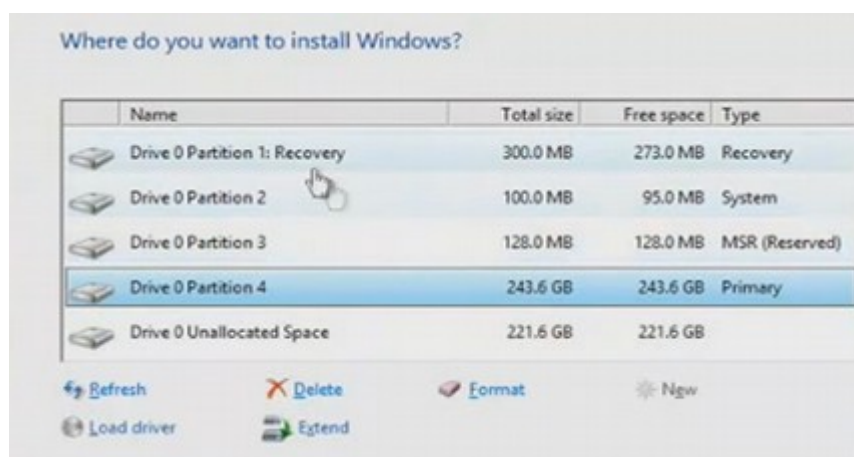 Where do you want to install Windows?
Name Total size Free space Type
Drive 0 Partition 1: Recovery 300.0 MB 273.0 MB Recovery
Drive 0 Partition 2 100.0 MB 95.0 MB System
Drive 0 Partition 3 128.0 MB 128.0 MB MSR (Reserved)
Drive 0 Partition 4 243.6 GB 243.6 GB Primary
Drive 0 Unallocated Space 221.6 GB 221.6 GB
Refresh Delete Format New
Load driver Extend